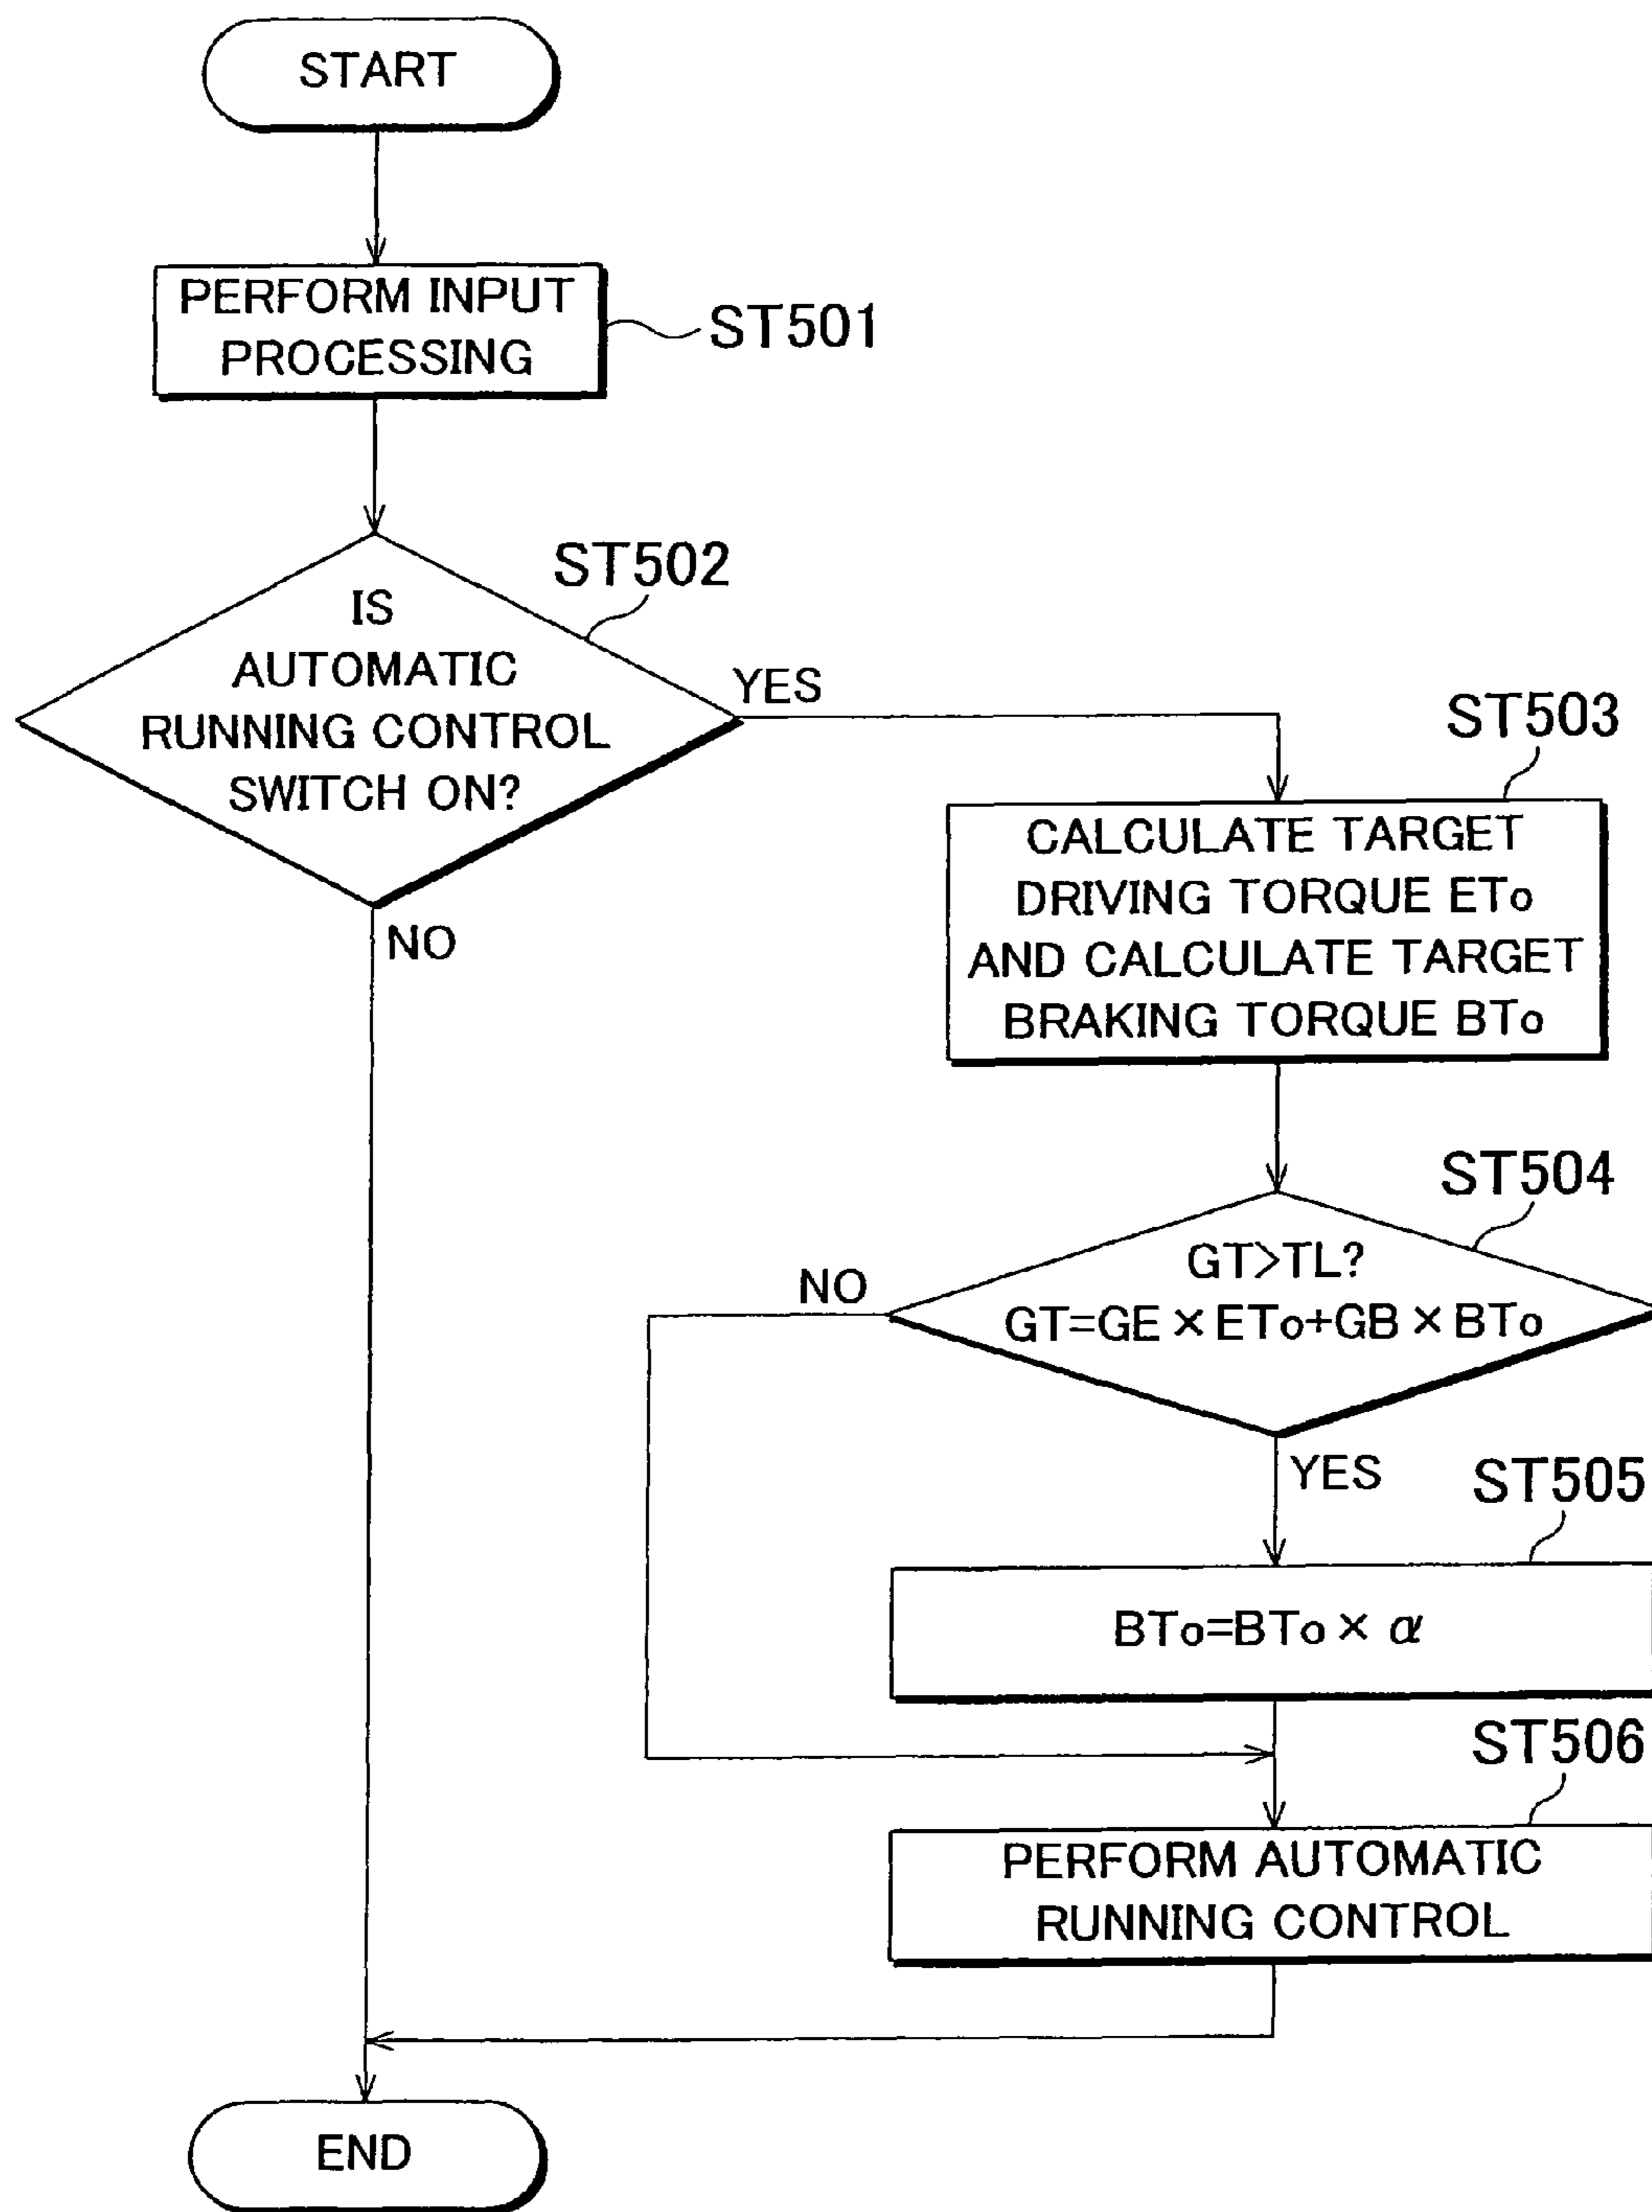 START
PERFORM INPUT
PROCESSING
ST501
IS
AUTOMATIC
RUNNING CONTROL
SWITCH ON?
ST502
YES
NO
ST503
CALCULATE TARGET
DRIVING TORQUE ETo
AND CALCULATE TARGET
BRAKING TORQUE BTo
ST504
GT>TL?
GT=GE×ETo+GB×BTo
NO
YES
ST505
BTo=BTo×α
ST506
PERFORM AUTOMATIC
RUNNING CONTROL
END